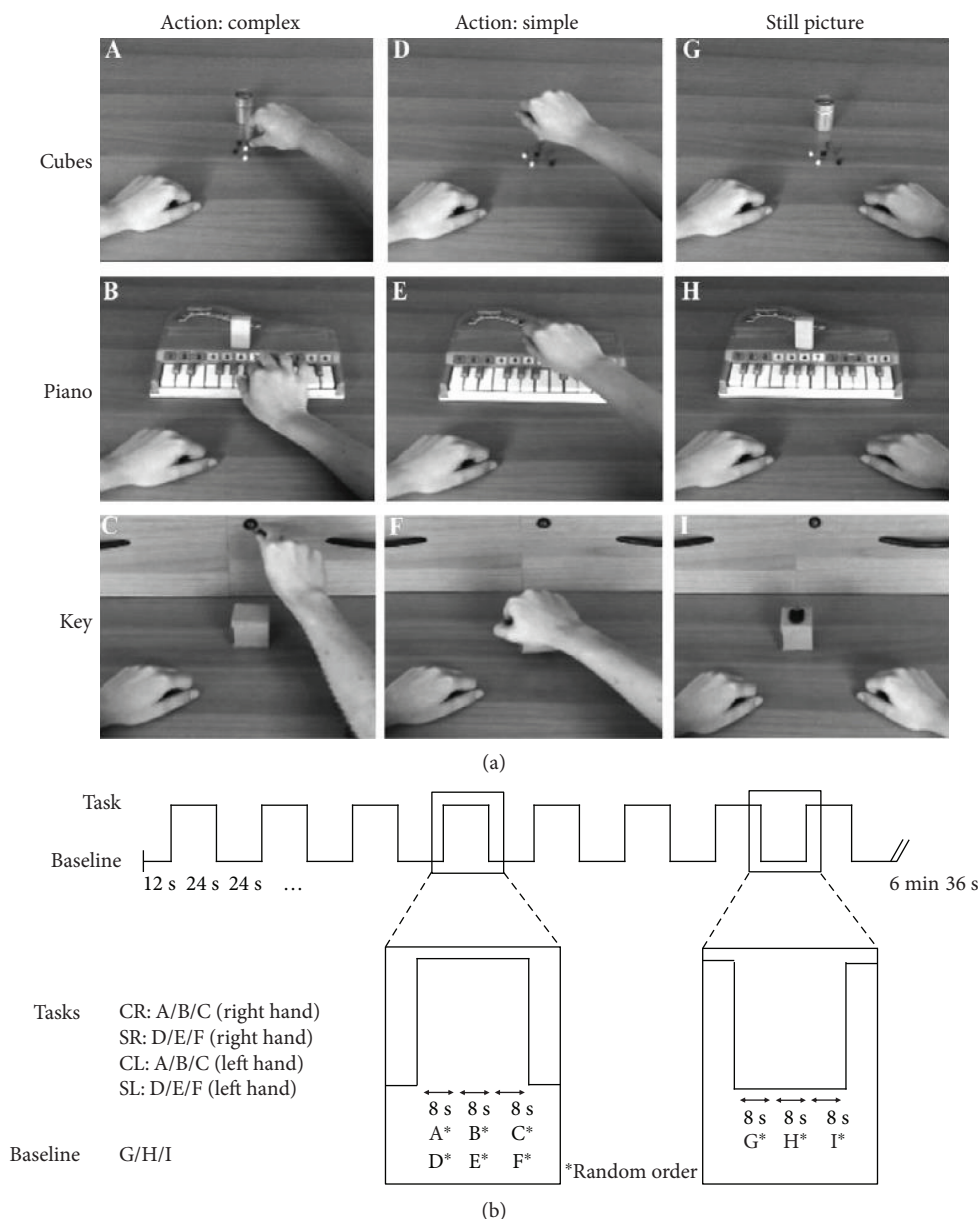 Action: complex Action: simple Still picture
A D G
Cubes
B E H
Piano
C F I
Key
(a)
Task
Baseline
12 s 24 s 24 s … 6 min 36 s
Tasks CR: A/B/C (right hand)
SR: D/E/F (right hand)
CL: A/B/C (left hand)
SL: D/E/F (left hand)
Baseline G/H/I
8 s 8 s 8 s
A* B* C*
D* E* F*
8 s 8 s 8 s
G* H* I*
*Random order
(b)